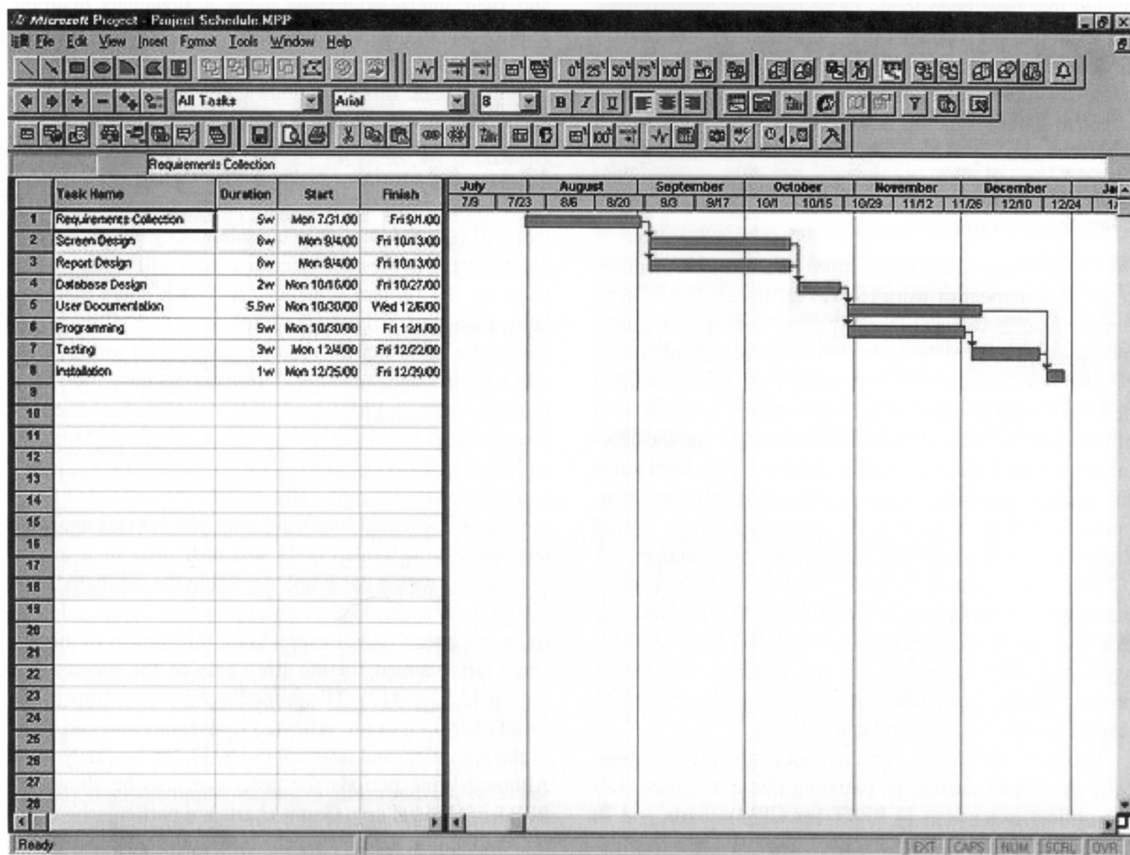 Microsoft Project - Project Schedule.MPP
File Edit View Insert Format Tools Window Help
0% 25% 50% 75% 100%
All Tasks Arial 8 B I U
Requirements Collection
Task Name Duration Start Finish
July August September October November December
7/9 7/23 8/6 8/20 9/3 9/17 10/1 10/15 10/29 11/12 11/26 12/10 12/24
1 Requirements Collection 5w Mon 7/31/00 Fri 9/1/00
2 Screen Design 6w Mon 9/4/00 Fri 10/13/00
3 Report Design 6w Mon 9/4/00 Fri 10/13/00
4 Database Design 2w Mon 10/16/00 Fri 10/27/00
5 User Documentation 5.5w Mon 10/30/00 Wed 12/6/00
6 Programming 5w Mon 10/30/00 Fri 12/1/00
7 Testing 3w Mon 12/4/00 Fri 12/22/00
8 Installation 1w Mon 12/25/00 Fri 12/29/00
9
10
11
12
13
14
15
16
17
18
19
20
21
22
23
24
25
26
27
28
Ready EXT CAPS NUM SCRL OVR